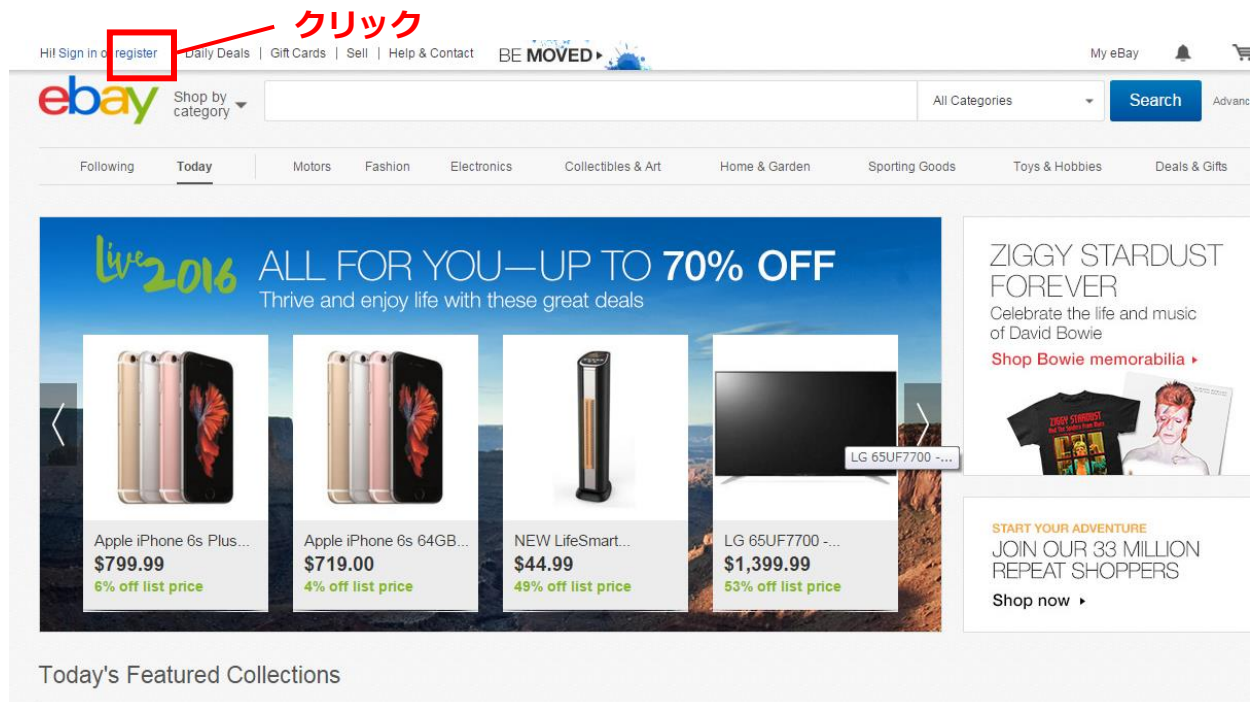 クリック
Hi! Sign in or register
Daily Deals | Gift Cards | Sell | Help & Contact
BE MOVED
My eBay
ebay
Shop by
category
All Categories
Search
Following Today Motors Fashion Electronics Collectibles & Art Home & Garden Sporting Goods Toys & Hobbies Deals & Gifts
live 2016
ALL FOR YOU—UP TO 70% OFF
Thrive and enjoy life with these great deals
Apple iPhone 6s Plus...
$799.99
6% off list price
Apple iPhone 6s 64GB...
$719.00
4% off list price
NEW LifeSmart...
$44.99
49% off list price
LG 65UF7700 -...
LG 65UF7700 -...
$1,399.99
53% off list price
ZIGGY STARDUST
FOREVER
Celebrate the life and music
of David Bowie
Shop Bowie memorabilia
ZIGGY STARDUST
START YOUR ADVENTURE
JOIN OUR 33 MILLION
REPEAT SHOPPERS
Shop now
Today's Featured Collections